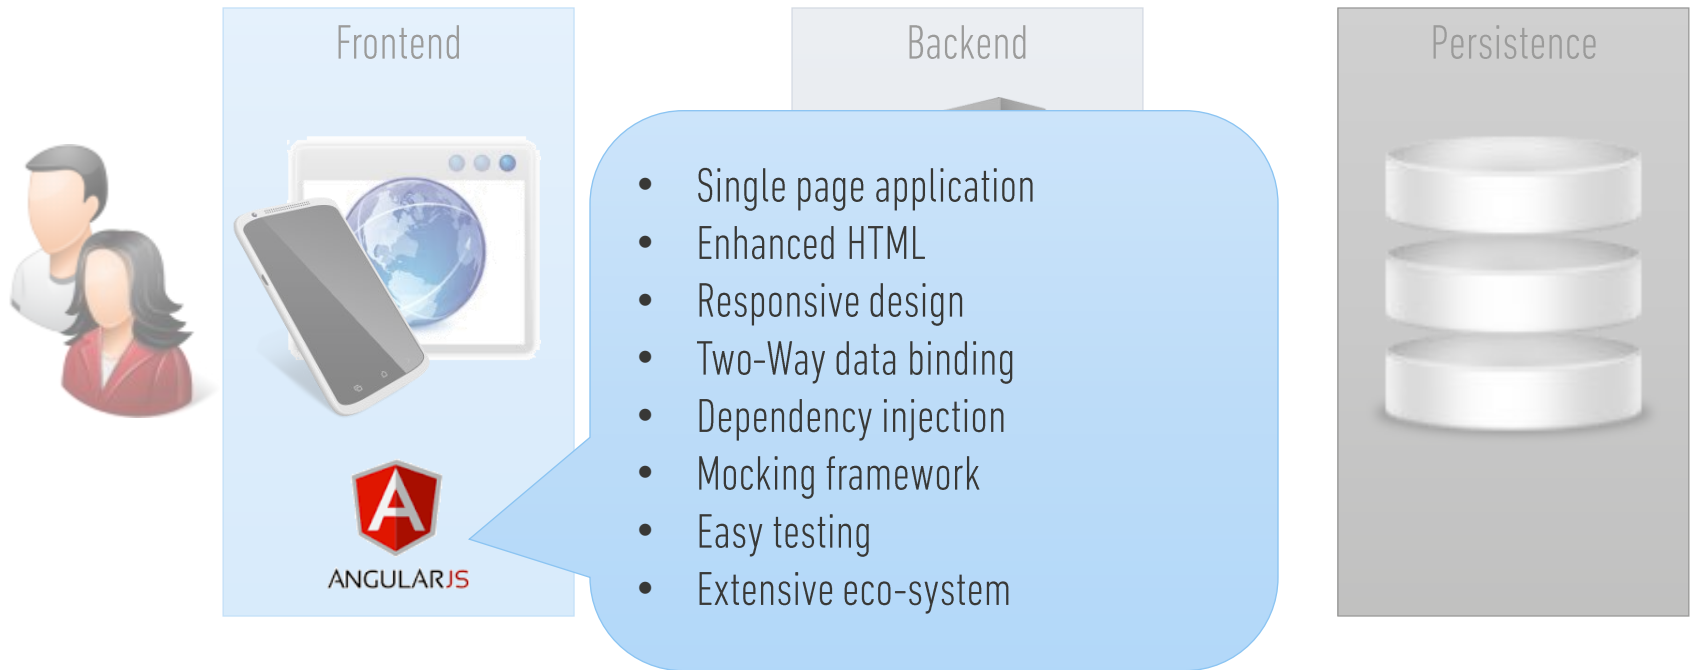 Frontend
Backend
Persistence
• Single page application
• Enhanced HTML
• Responsive design
• Two-Way data binding
• Dependency injection
• Mocking framework
• Easy testing
• Extensive eco-system
A
ANGULARJS